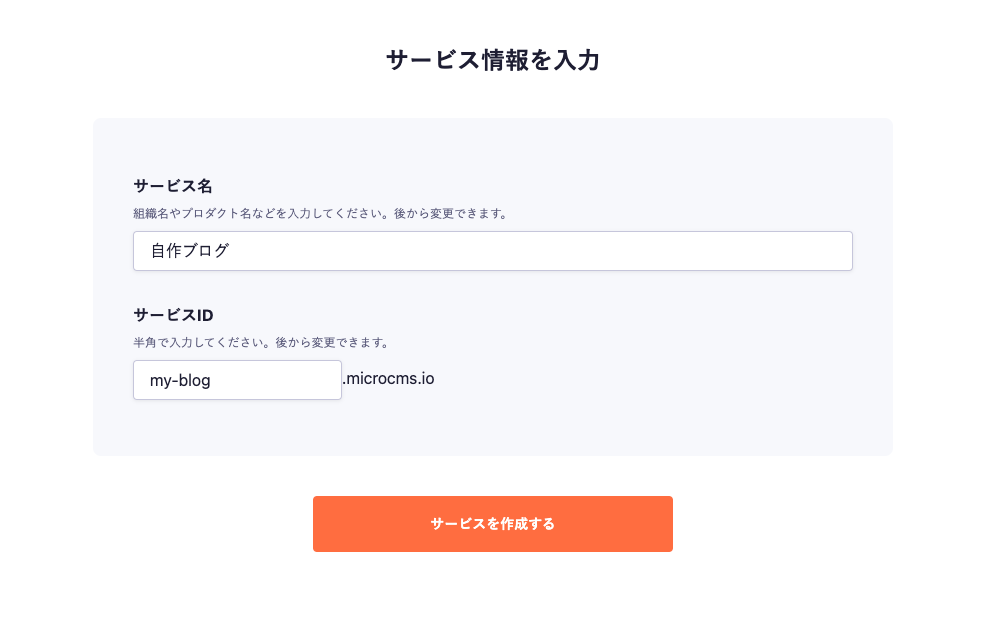 サービス情報を入力
サービス名
組織名やプロダクト名などを入力してください。後から変更できます。
自作ブログ
サービスID
半角で入力してください。後から変更できます。
my-blog .microcms.io
サービスを作成する